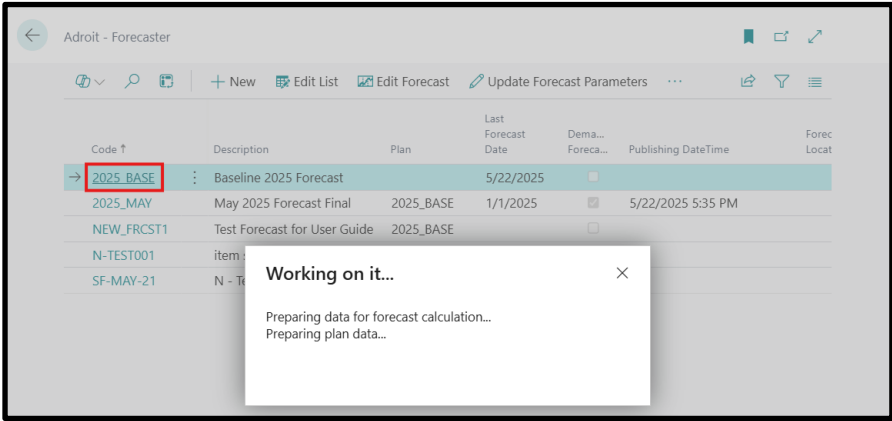 Adroit - Forecaster
New Edit List Edit Forecast Update Forecast Parameters ...
Last
Forecast Dema... Forec
Code ↑ Description Plan Date Foreca... Publishing DateTime Locat
→ 2025_BASE Baseline 2025 Forecast 5/22/2025
2025_MAY May 2025 Forecast Final 2025_BASE 1/1/2025 5/22/2025 5:35 PM
NEW_FRCST1 Test Forecast for User Guide 2025_BASE
N-TEST001 item
SF-MAY-21 N - Te
Working on it...
Preparing data for forecast calculation...
Preparing plan data...